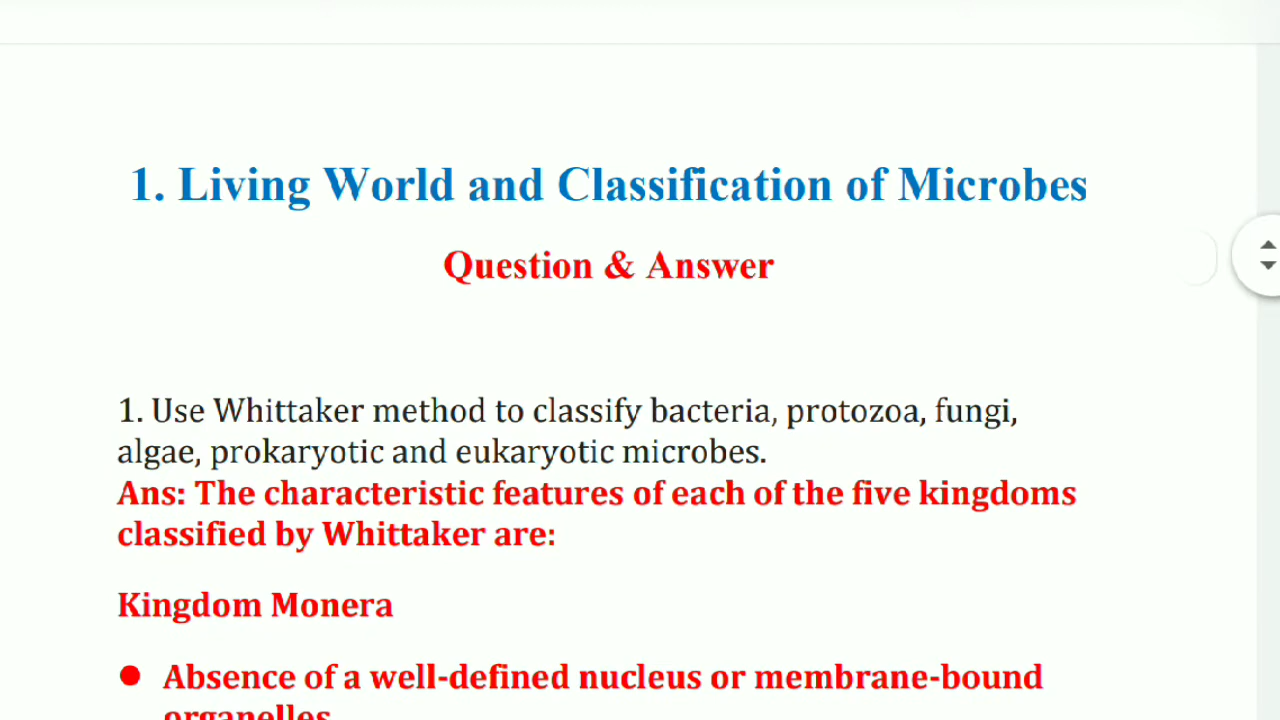 1. Living World and Classification of Microbes
Question & Answer
1. Use Whittaker method to classify bacteria, protozoa, fungi,
algae, prokaryotic and eukaryotic microbes.
Ans: The characteristic features of each of the five kingdoms
classified by Whittaker are:
Kingdom Monera
● Absence of a well-defined nucleus or membrane-bound
organelles